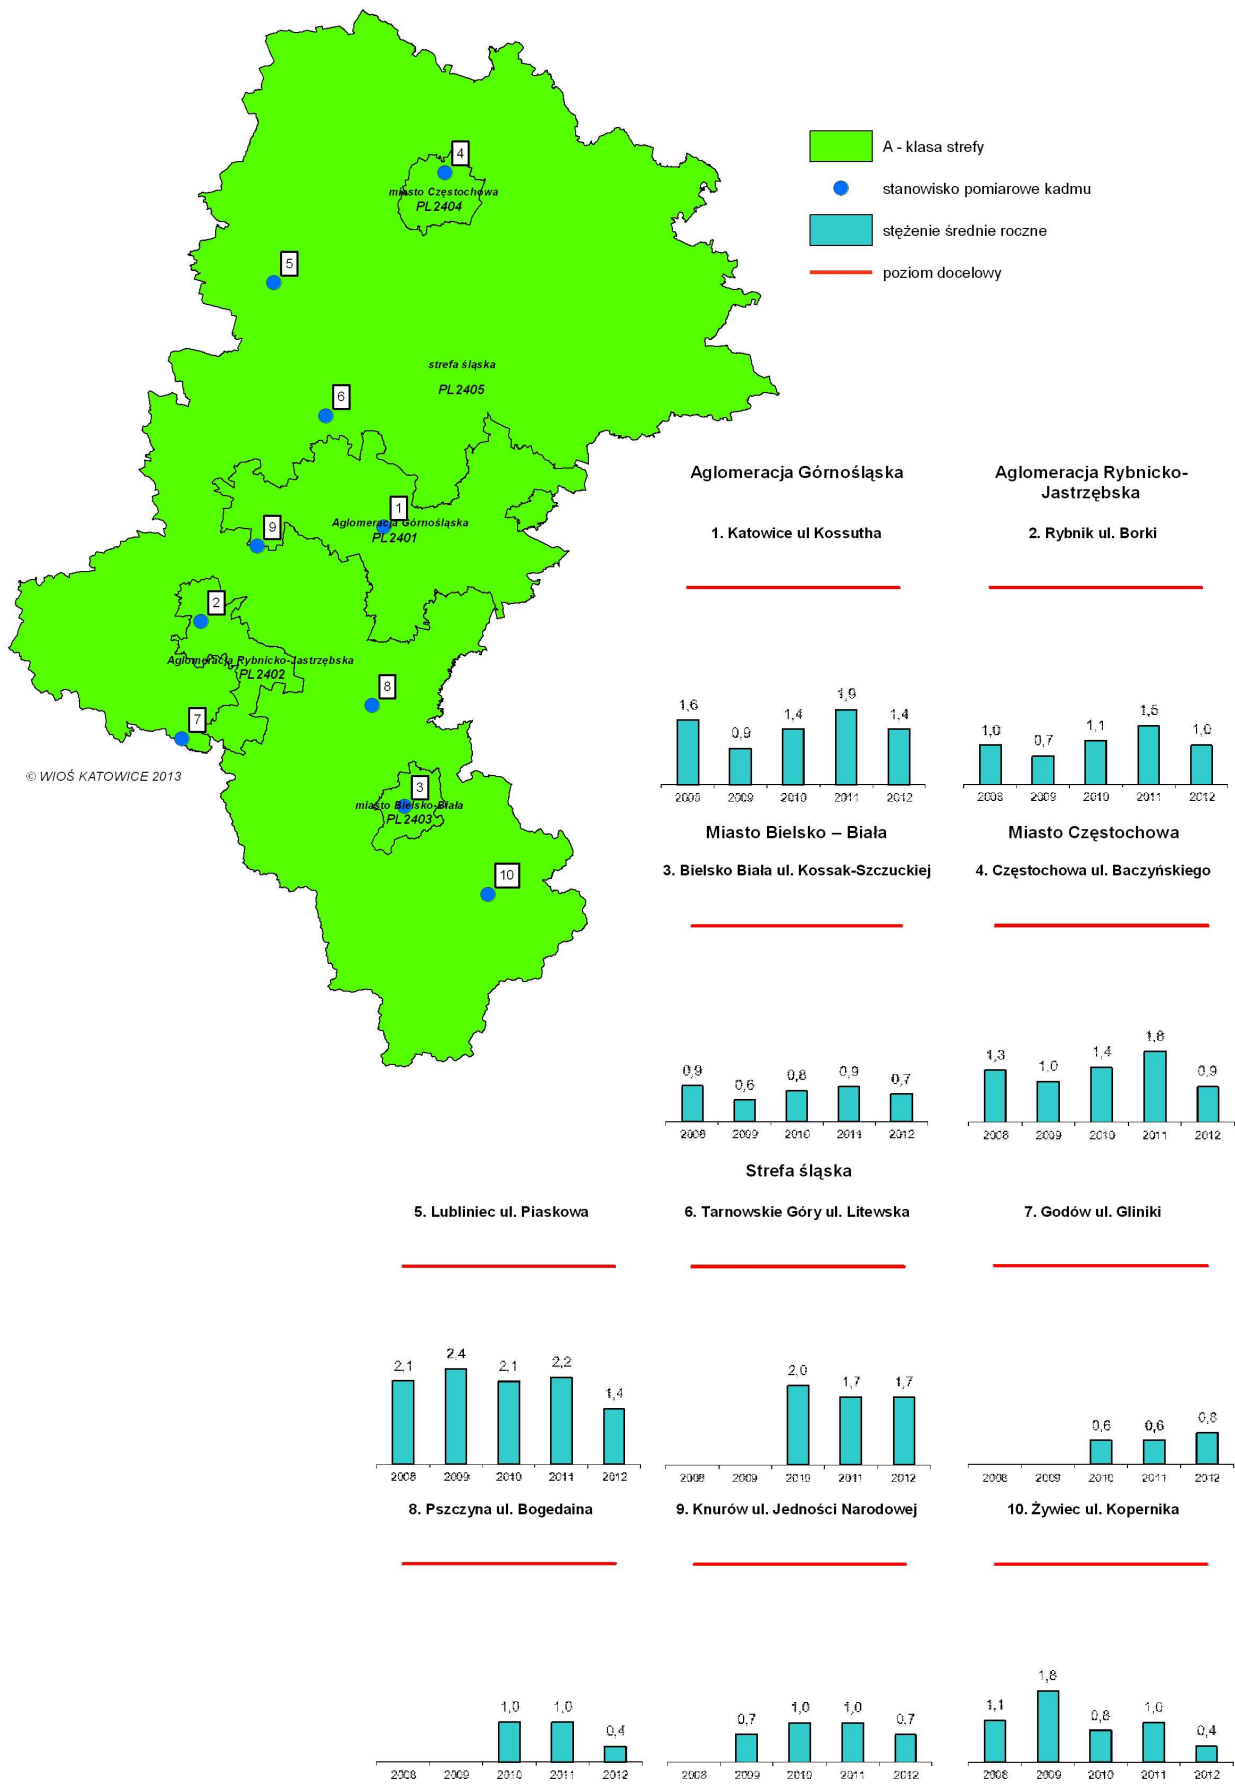 4
miasto Częstochowa
PL2404
5
strefa śląska
PL2405
6
1
Aglomeracja Górnośląska
PL2401
9
2
Aglomeracja Rybnicko-Jastrzębska
PL2402
8
7
© WIOŚ KATOWICE 2013
3
miasto Bielsko-Biała
PL2403
10
A - klasa strefy
stanowisko pomiarowe kadmu
stężenie średnie roczne
poziom docelowy
Aglomeracja Górnośląska
1. Katowice ul Kossutha
1,6 0,9 1,4 1,9 1,4
2008 2009 2010 2011 2012
Aglomeracja Rybnicko-
Jastrzębska
2. Rybnik ul. Borki
1,0 0,7 1,1 1,5 1,0
2008 2009 2010 2011 2012
Miasto Bielsko – Biała
3. Bielsko Biała ul. Kossak-Szczuckiej
0,9 0,6 0,8 0,9 0,7
2008 2009 2010 2011 2012
Miasto Częstochowa
4. Częstochowa ul. Baczyńskiego
1,3 1,0 1,4 1,8 0,9
2008 2009 2010 2011 2012
Strefa śląska
5. Lubliniec ul. Piaskowa
2,1 2,4 2,1 2,2 1,4
2008 2009 2010 2011 2012
6. Tarnowskie Góry ul. Litewska
2,0 1,7 1,7
2008 2009 2010 2011 2012
7. Godów ul. Gliniki
0,6 0,6 0,8
2008 2009 2010 2011 2012
8. Pszczyna ul. Bogedaina
1,0 1,0 0,4
2008 2009 2010 2011 2012
9. Knurów ul. Jedności Narodowej
0,7 1,0 1,0 0,7
2008 2009 2010 2011 2012
10. Żywiec ul. Kopernika
1,1 1,8 0,8 1,0 0,4
2008 2009 2010 2011 2012